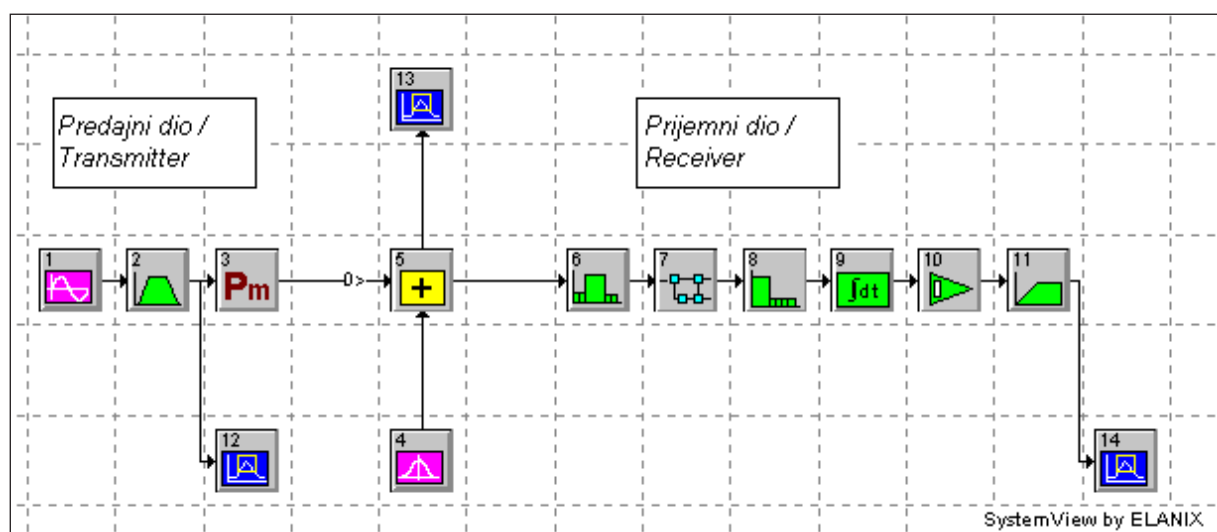 13
Predajni dio /
Transmitter
Prijemni dio /
Receiver
1
2
3
Pm
0>
5
+
6
7
8
9
∫dt
10
11
12
4
14
SystemView by ELANIX